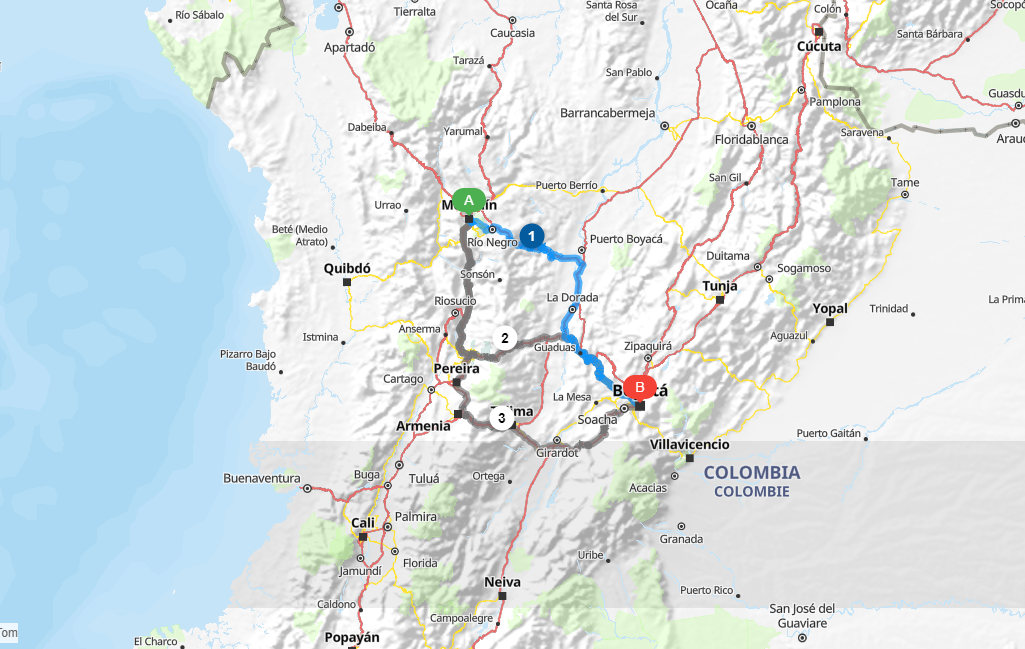 Río Sábalo
Tierralta
Santa Rosa
del Sur
Ocaña
Colón
Socopó
Apartadó
Caucasia
Cúcuta
Santa Bárbara
Tarazá
San Pablo
Guasdu
Barrancabermeja
Pamplona
Dabeiba
Yarumal
Floridablanca
Saravena
Arauc
San Gil
Tame
Puerto Berrío
A
Urrao
Beté (Medio
Atrato)
Río Negro
1
Puerto Boyacá
Duitama
Sogamoso
Quibdó
Sonsón
Tunja
La Dorada
Riosucio
Yopal
Trinidad
La Prima
Istmina
Anserma
2
Guaduas
Zipaquirá
Aguazul
Pizarro Bajo
Baudó
Pereira
Cartago
B
La Mesa
3
Soacha
Armenia
Girardot
Villavicencio
Puerto Gaitán
Buenaventura
Buga
Tuluá
Ortega
Acacias
COLOMBIA
COLOMBIE
Cali
Palmira
Granada
Jamundí
Florida
Uribe
Neiva
Puerto Rico
Caldono
Campoalegre
San José del
Guaviare
Tom
El Charco
Popayán